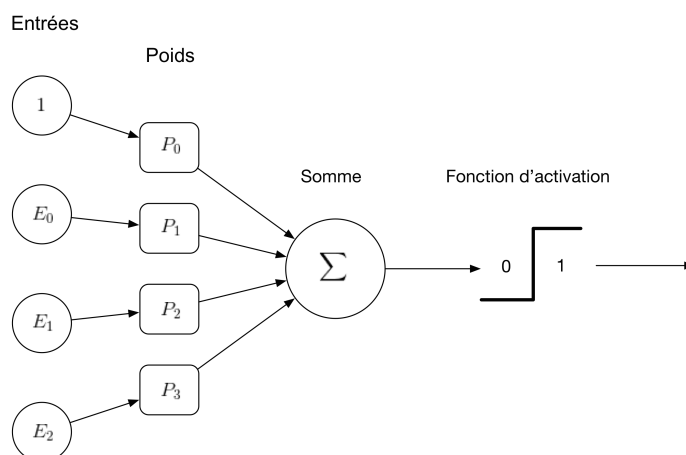 Entrées
Poids
1
P₀
Somme
Fonction d'activation
E₀
P₁
∑
0
1
E₁
P₂
P₃
E₂